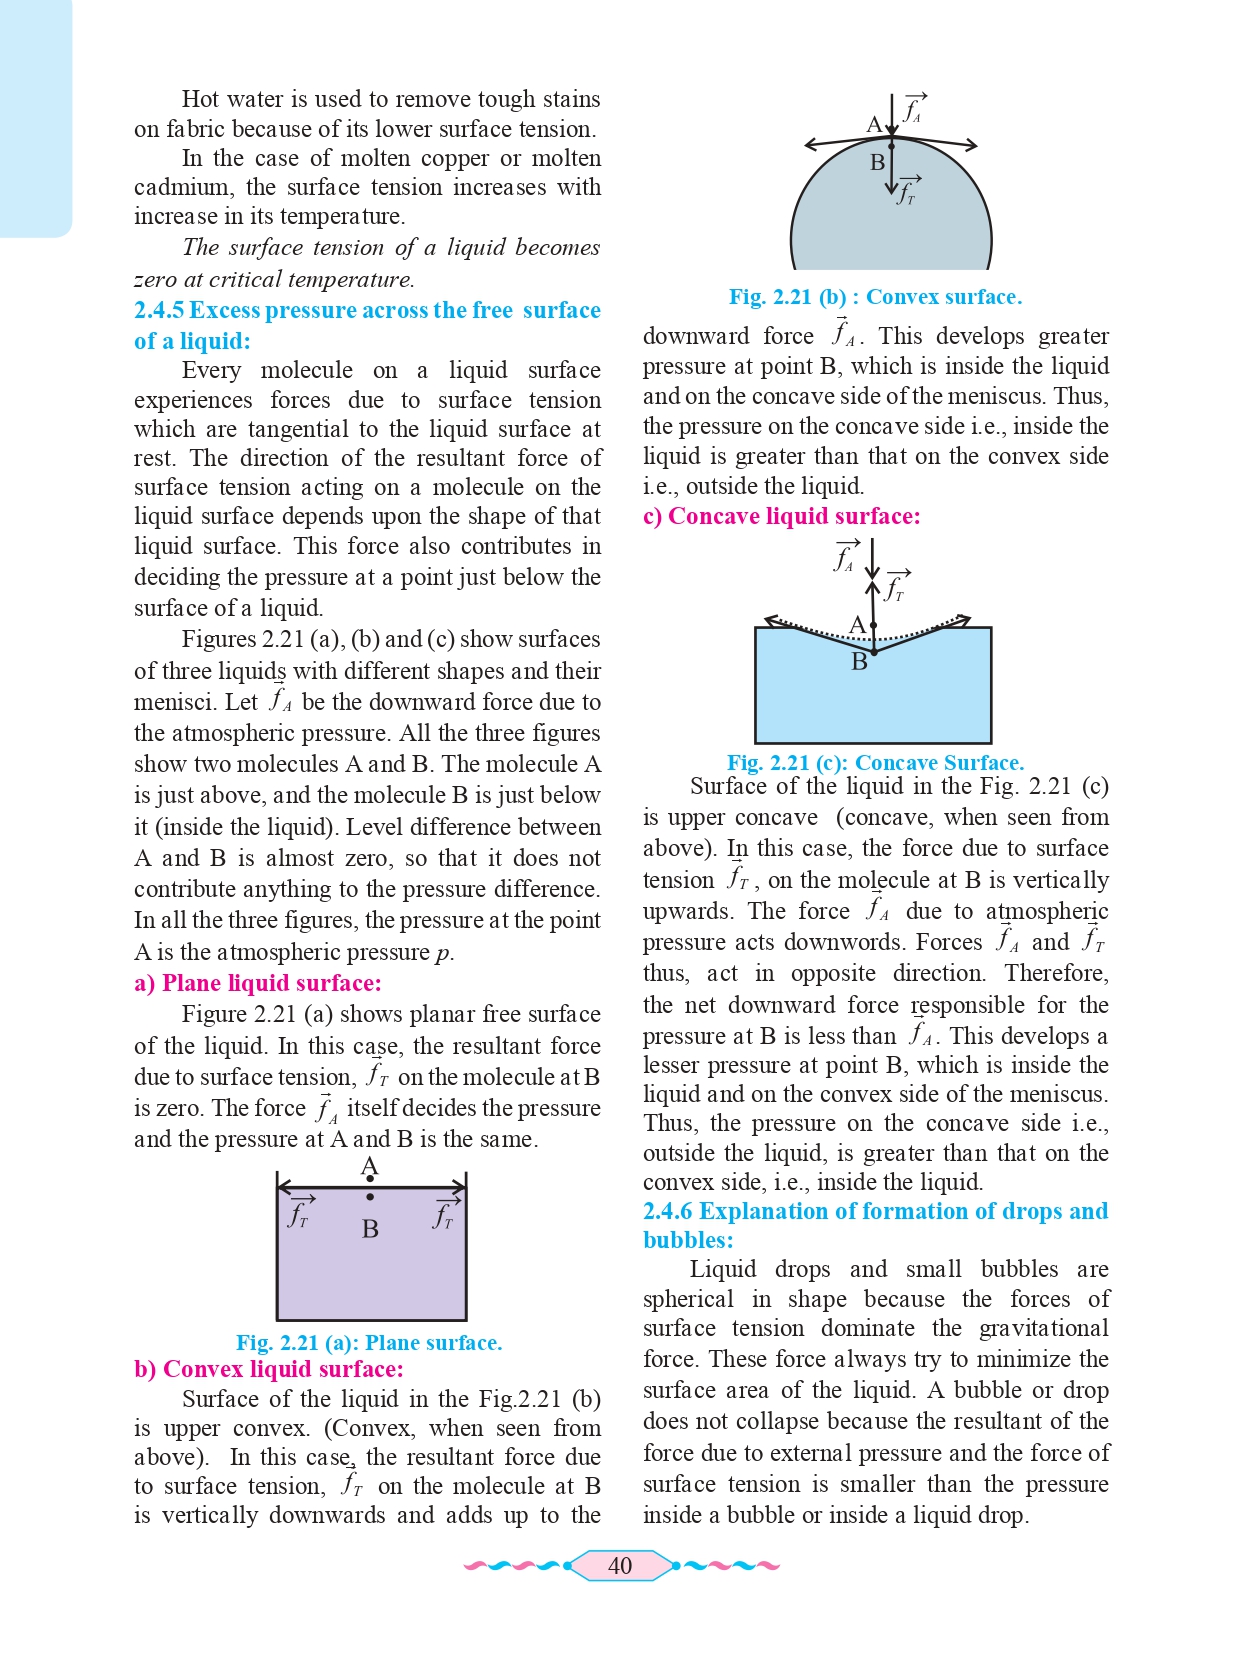 Hot water is used to remove tough stains
on fabric because of its lower surface tension.
In the case of molten copper or molten
cadmium, the surface tension increases with
increase in its temperature.
The surface tension of a liquid becomes
zero at critical temperature.
2.4.5 Excess pressure across the free surface
of a liquid:
Every molecule on a liquid surface
experiences forces due to surface tension
which are tangential to the liquid surface at
rest. The direction of the resultant force of
surface tension acting on a molecule on the
liquid surface depends upon the shape of that
liquid surface. This force also contributes in
deciding the pressure at a point just below the
surface of a liquid.
Figures 2.21 (a), (b) and (c) show surfaces
of three liquids with different shapes and their
menisci. Let f⃗_A be the downward force due to
the atmospheric pressure. All the three figures
show two molecules A and B. The molecule A
is just above, and the molecule B is just below
it (inside the liquid). Level difference between
A and B is almost zero, so that it does not
contribute anything to the pressure difference.
In all the three figures, the pressure at the point
A is the atmospheric pressure p.
a) Plane liquid surface:
Figure 2.21 (a) shows planar free surface
of the liquid. In this case, the resultant force
due to surface tension, f⃗_T on the molecule at B
is zero. The force f⃗_A itself decides the pressure
and the pressure at A and B is the same.
A
f⃗_T f⃗_T
B
Fig. 2.21 (a): Plane surface.
b) Convex liquid surface:
Surface of the liquid in the Fig.2.21 (b)
is upper convex. (Convex, when seen from
above). In this case, the resultant force due
to surface tension, f⃗_T on the molecule at B
is vertically downwards and adds up to the
f⃗_A
A
B
f⃗_T
Fig. 2.21 (b) : Convex surface.
downward force f⃗_A. This develops greater
pressure at point B, which is inside the liquid
and on the concave side of the meniscus. Thus,
the pressure on the concave side i.e., inside the
liquid is greater than that on the convex side
i.e., outside the liquid.
c) Concave liquid surface:
f⃗_A
f⃗_T
A
B
Fig. 2.21 (c): Concave Surface.
Surface of the liquid in the Fig. 2.21 (c)
is upper concave (concave, when seen from
above). In this case, the force due to surface
tension f⃗_T, on the molecule at B is vertically
upwards. The force f⃗_A due to atmospheric
pressure acts downwords. Forces f⃗_A and f⃗_T
thus, act in opposite direction. Therefore,
the net downward force responsible for the
pressure at B is less than f⃗_A. This develops a
lesser pressure at point B, which is inside the
liquid and on the convex side of the meniscus.
Thus, the pressure on the concave side i.e.,
outside the liquid, is greater than that on the
convex side, i.e., inside the liquid.
2.4.6 Explanation of formation of drops and
bubbles:
Liquid drops and small bubbles are
spherical in shape because the forces of
surface tension dominate the gravitational
force. These force always try to minimize the
surface area of the liquid. A bubble or drop
does not collapse because the resultant of the
force due to external pressure and the force of
surface tension is smaller than the pressure
inside a bubble or inside a liquid drop.
40